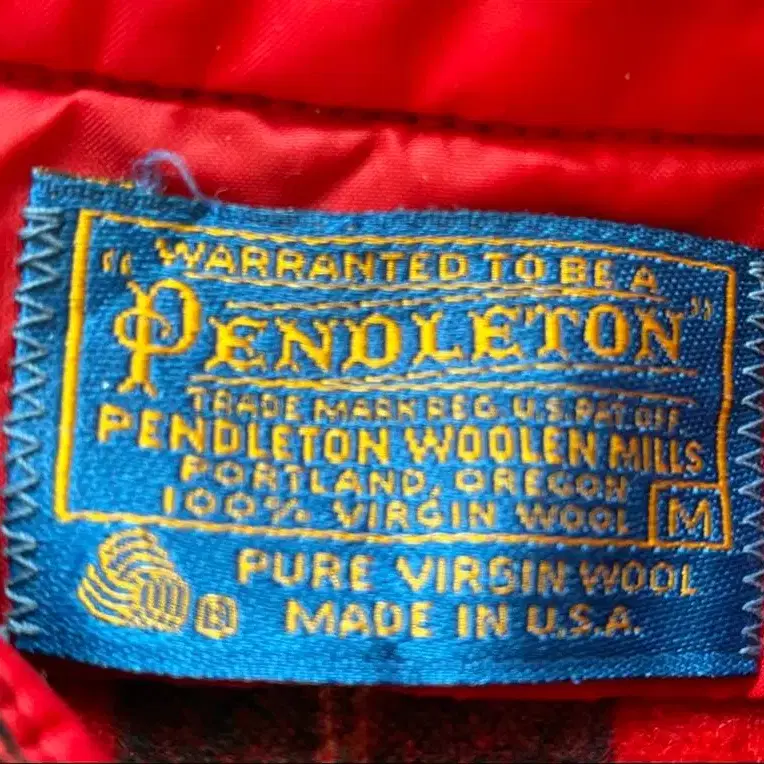 "WARRANTED TO BE A
PENDLETON"
TRADE MARK REG. U.S. PAT. OFF.
PENDLETON WOOLEN MILLS
PORTLAND, OREGON
100% VIRGIN WOOL M
PURE VIRGIN WOOL
® MADE IN U.S.A.